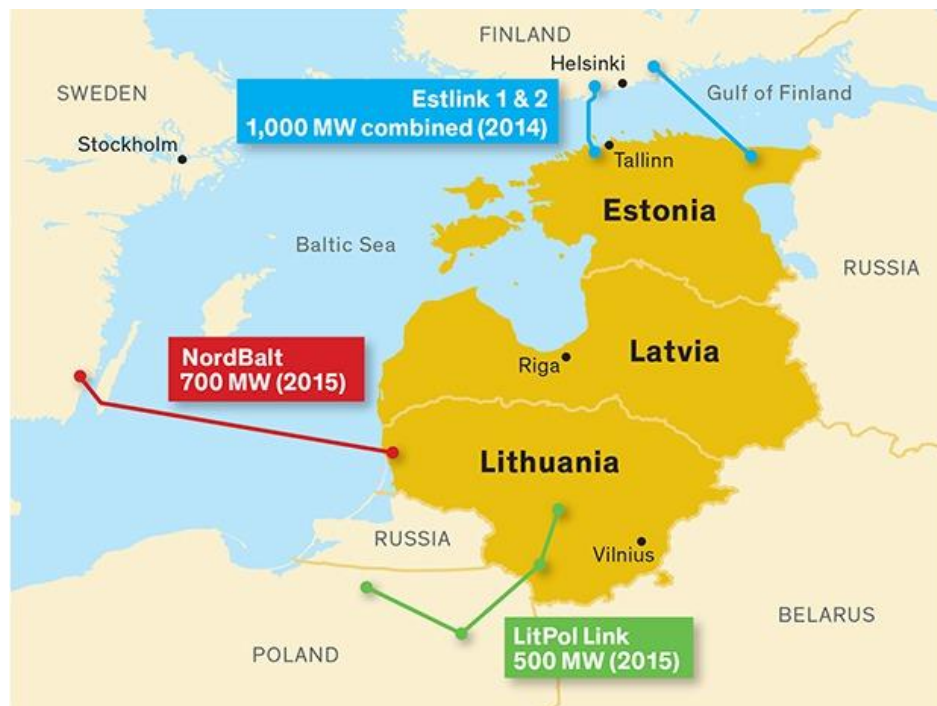 FINLAND
Helsinki
SWEDEN
Estlink 1 & 2
1,000 MW combined (2014)
Gulf of Finland
Stockholm
Tallinn
Estonia
Baltic Sea
RUSSIA
NordBalt
700 MW (2015)
Riga
Latvia
Lithuania
RUSSIA
Vilnius
BELARUS
LitPol Link
500 MW (2015)
POLAND